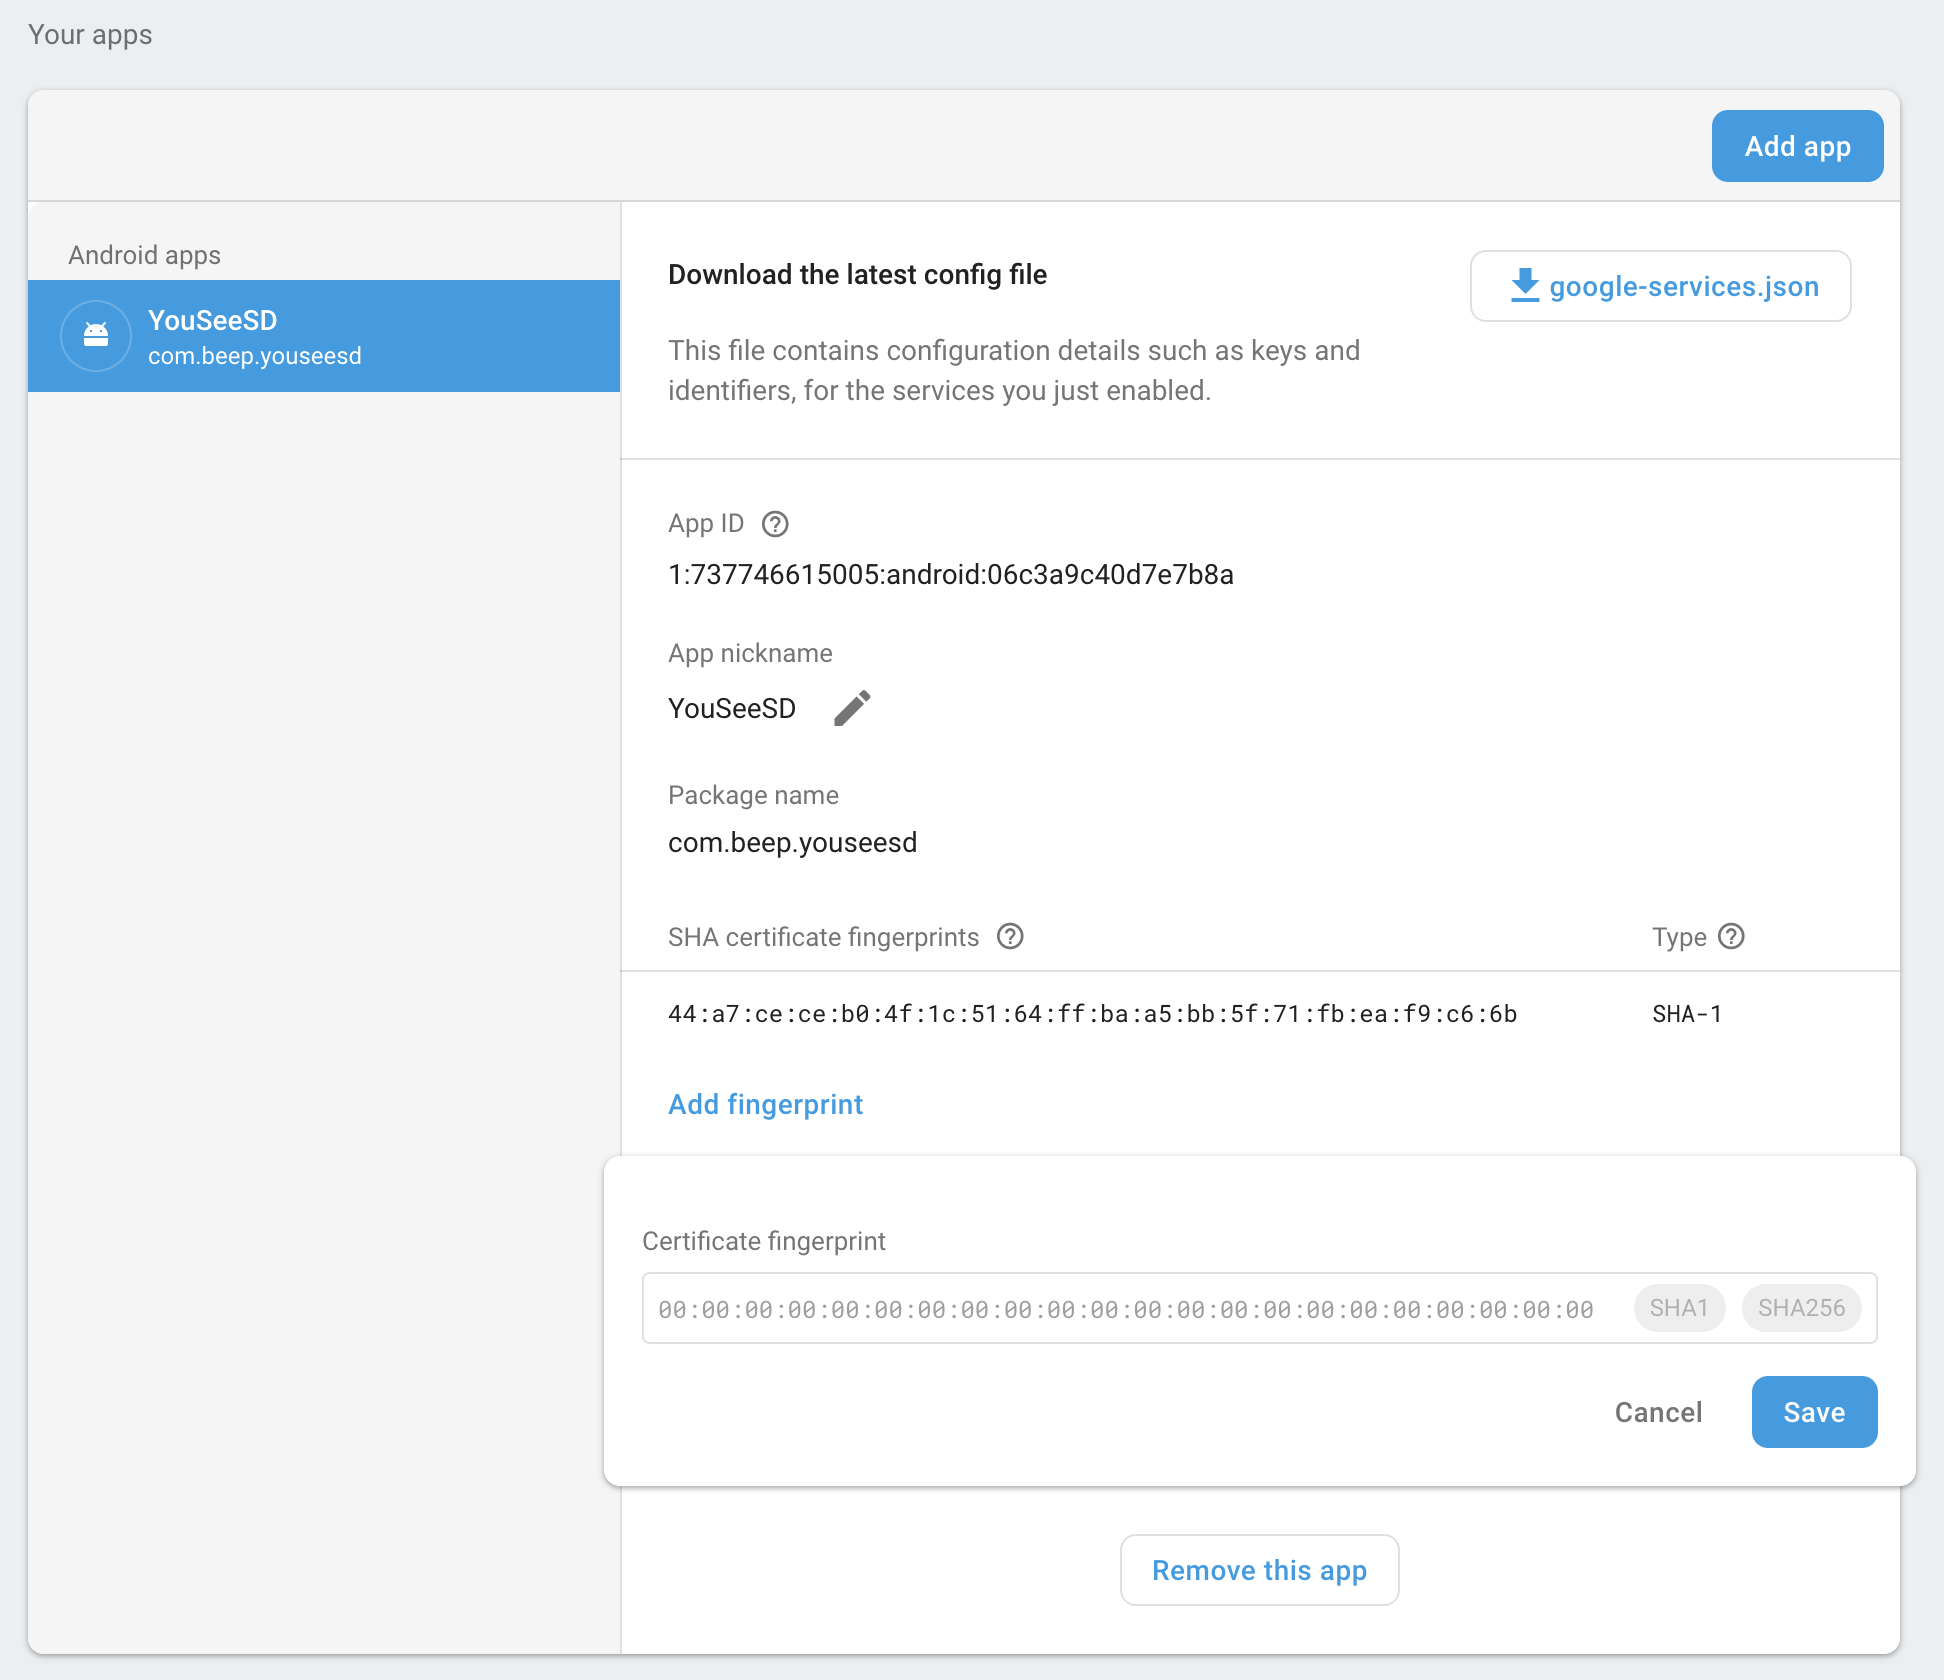 Your apps
Add app
Android apps
YouSeeSD
com.beep.youseesd
Download the latest config file
google-services.json
This file contains configuration details such as keys and
identifiers, for the services you just enabled.
App ID
1:737746615005:android:06c3a9c40d7e7b8a
App nickname
YouSeeSD
Package name
com.beep.youseesd
SHA certificate fingerprints
Type
44:a7:ce:ce:b0:4f:1c:51:64:ff:ba:a5:bb:5f:71:fb:ea:f9:c6:6b
SHA-1
Add fingerprint
Certificate fingerprint
00:00:00:00:00:00:00:00:00:00:00:00:00:00:00:00:00:00:00:00:00:00
SHA1
SHA256
Cancel
Save
Remove this app